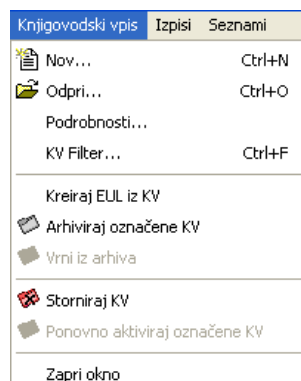 Knjigovodski vpis Izpisi Seznami
Nov... Ctrl+N
Odpri... Ctrl+O
Podrobnosti...
KV Filter... Ctrl+F
Kreiraj EUL iz KV
Arhiviraj označene KV
Vrni iz arhiva
Storniraj KV
Ponovno aktiviraj označene KV
Zapri okno